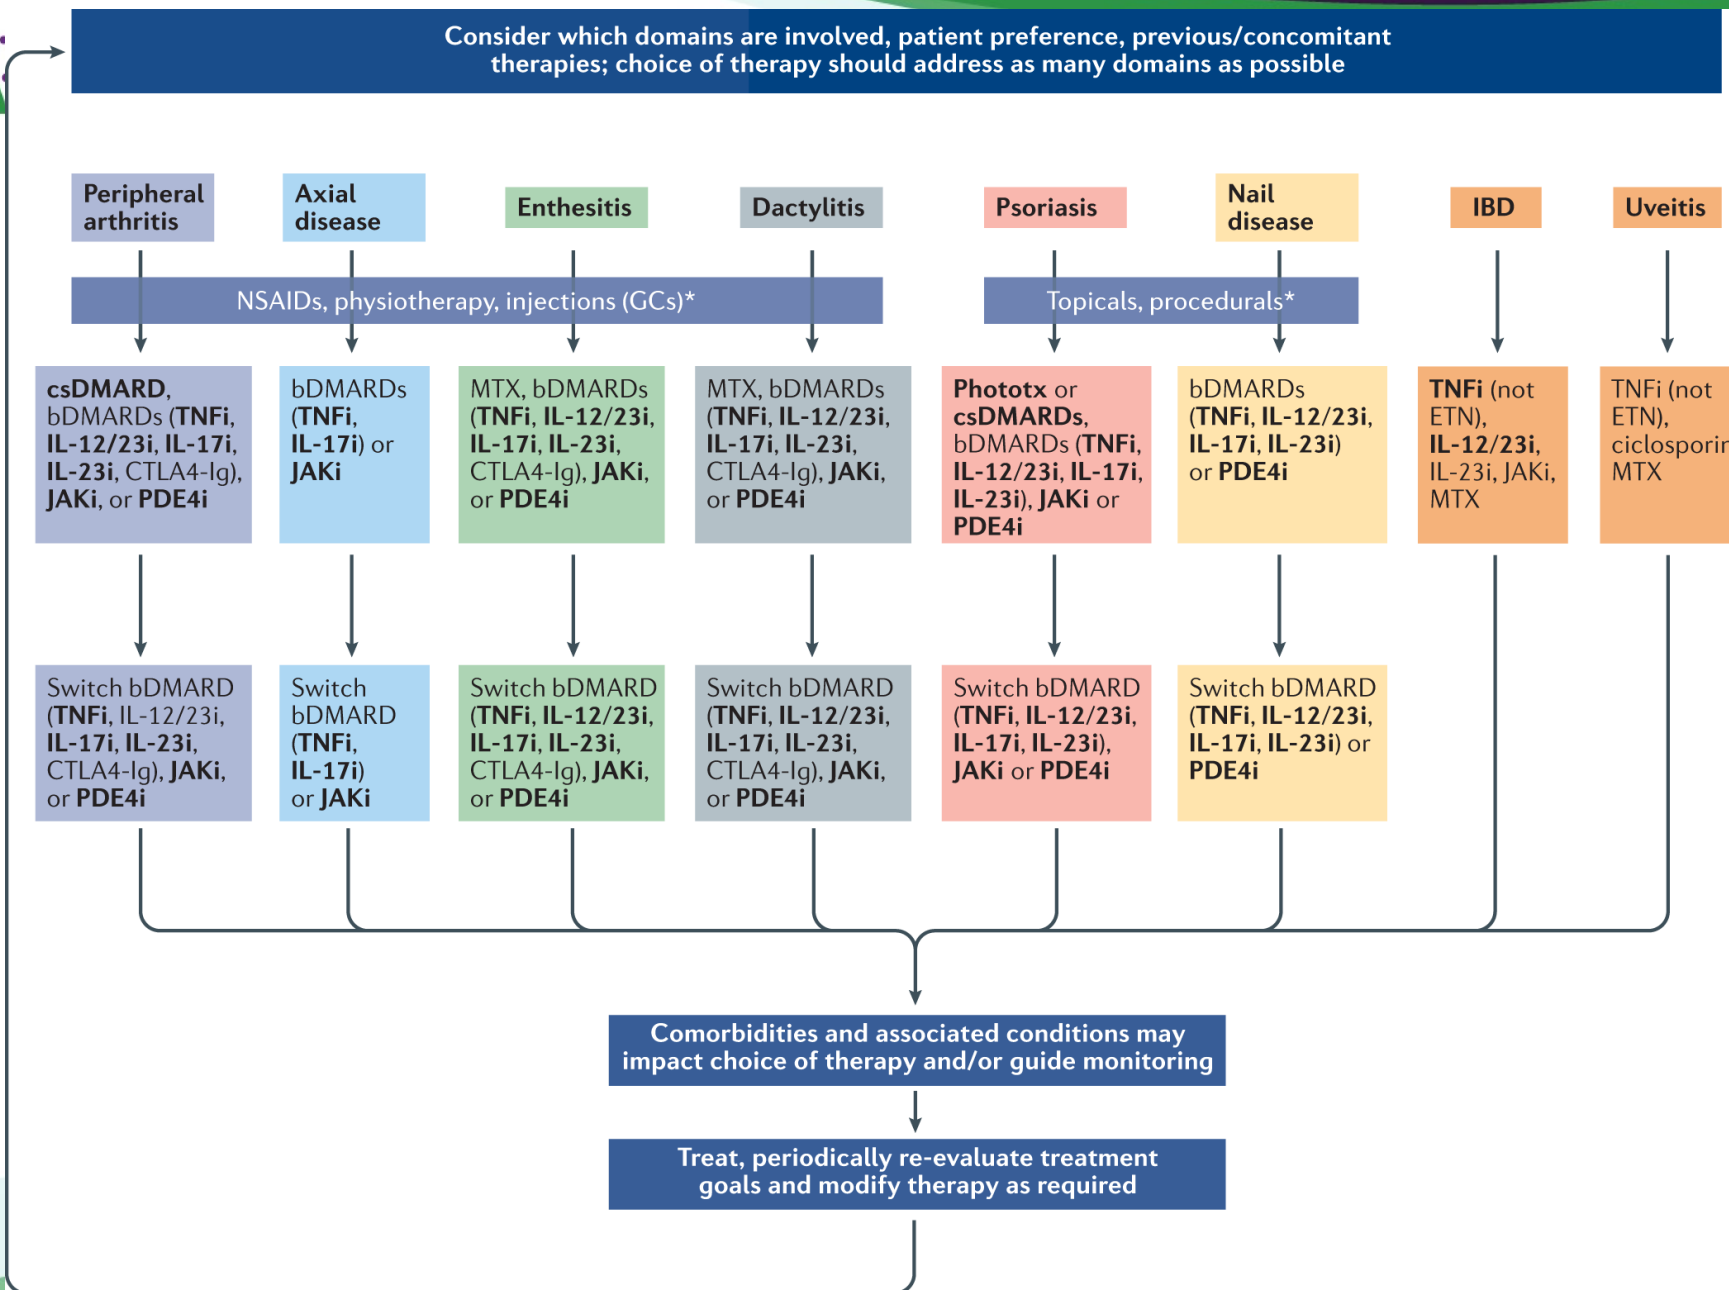 Consider which domains are involved, patient preference, previous/concomitant
therapies; choice of therapy should address as many domains as possible
Peripheral
arthritis
Axial
disease
Enthesitis
Dactylitis
Psoriasis
Nail
disease
IBD
Uveitis
NSAIDs, physiotherapy, injections (GCs)*
Topicals, procedurals*
csDMARD,
bDMARDs (TNFi,
IL-12/23i, IL-17i,
IL-23i, CTLA4-Ig),
JAKi, or PDE4i
bDMARDs
(TNFi,
IL-17i) or
JAKi
MTX, bDMARDs
(TNFi, IL-12/23i,
IL-17i, IL-23i,
CTLA4-Ig), JAKi,
or PDE4i
MTX, bDMARDs
(TNFi, IL-12/23i,
IL-17i, IL-23i,
CTLA4-Ig), JAKi,
or PDE4i
Phototx or
csDMARDs,
bDMARDs (TNFi,
IL-12/23i, IL-17i,
IL-23i), JAKi or
PDE4i
bDMARDs
(TNFi, IL-12/23i,
IL-17i, IL-23i)
or PDE4i
TNFi (not
ETN),
IL-12/23i,
IL-23i, JAKi,
MTX
TNFi (not
ETN),
ciclosporin
MTX
Switch bDMARD
(TNFi, IL-12/23i,
IL-17i, IL-23i,
CTLA4-Ig), JAKi,
or PDE4i
Switch
bDMARD
(TNFi,
IL-17i)
or JAKi
Switch bDMARD
(TNFi, IL-12/23i,
IL-17i, IL-23i,
CTLA4-Ig), JAKi,
or PDE4i
Switch bDMARD
(TNFi, IL-12/23i,
IL-17i, IL-23i,
CTLA4-Ig), JAKi,
or PDE4i
Switch bDMARD
(TNFi, IL-12/23i,
IL-17i, IL-23i),
JAKi or PDE4i
Switch bDMARD
(TNFi, IL-12/23i,
IL-17i, IL-23i) or
PDE4i
Comorbidities and associated conditions may
impact choice of therapy and/or guide monitoring
Treat, periodically re-evaluate treatment
goals and modify therapy as required